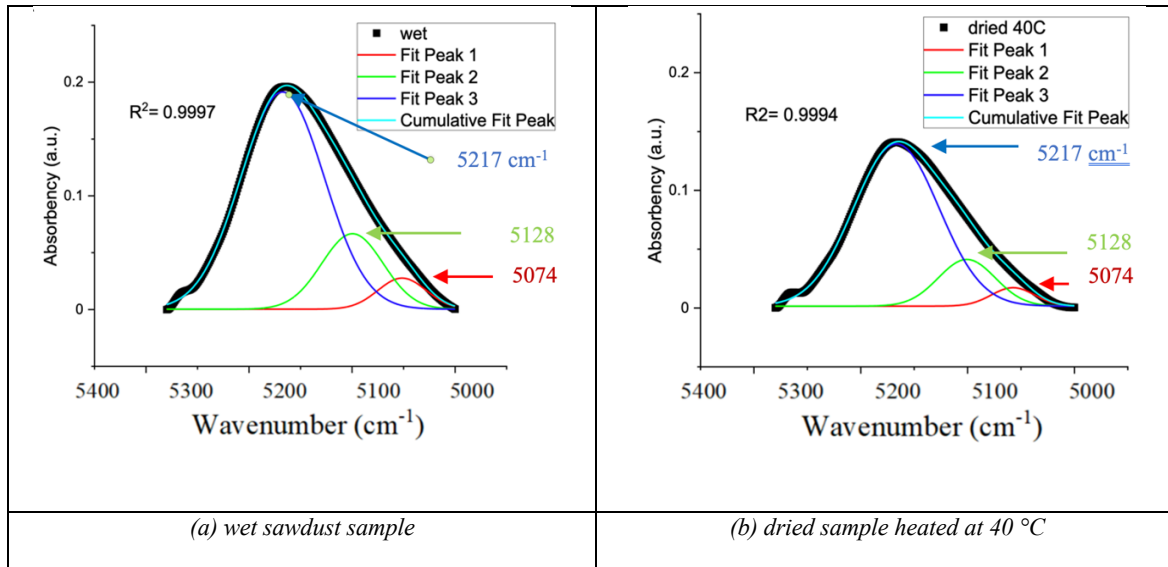 0.2
0.1
0
Absorbency (a.u.)
R²= 0.9997
wet
Fit Peak 1
Fit Peak 2
Fit Peak 3
Cumulative Fit Peak
5217 cm⁻¹
5128
5074
5400 5300 5200 5100 5000
Wavenumber (cm⁻¹)
(a) wet sawdust sample
0.2
0.1
0
Absorbency (a.u.)
R2= 0.9994
dried 40C
Fit Peak 1
Fit Peak 2
Fit Peak 3
Cumulative Fit Peak
5217 cm⁻¹
5128
5074
5400 5300 5200 5100 5000
Wavenumber (cm⁻¹)
(b) dried sample heated at 40 °C